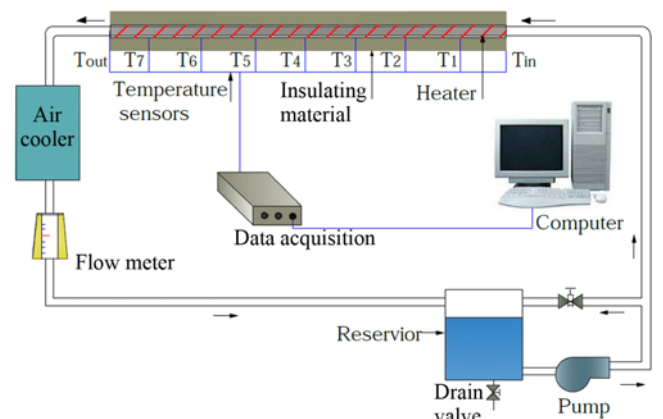 Tout T7 T6 T5 T4 T3 T2 T1 Tin
Temperature
sensors
Insulating
material
Heater
Air
cooler
Computer
Data acquisition
Flow meter
Reservior
Drain
valve
Pump